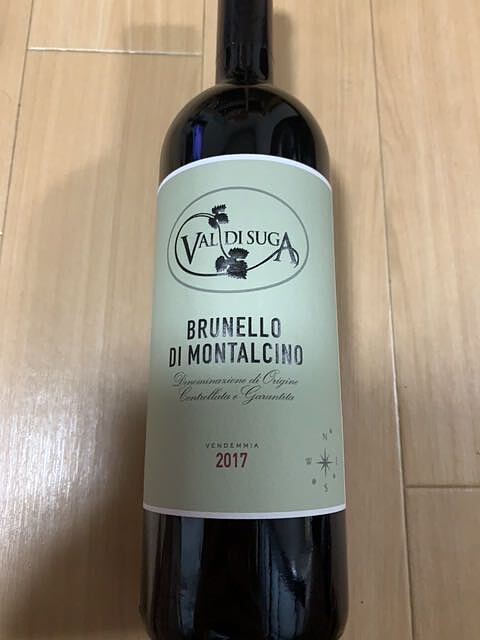 VAL DI SUGA
BRUNELLO
DI MONTALCINO
Denominazione di Origine
Controllata e Garantita
VENDEMMIA
2017
N
W E
S